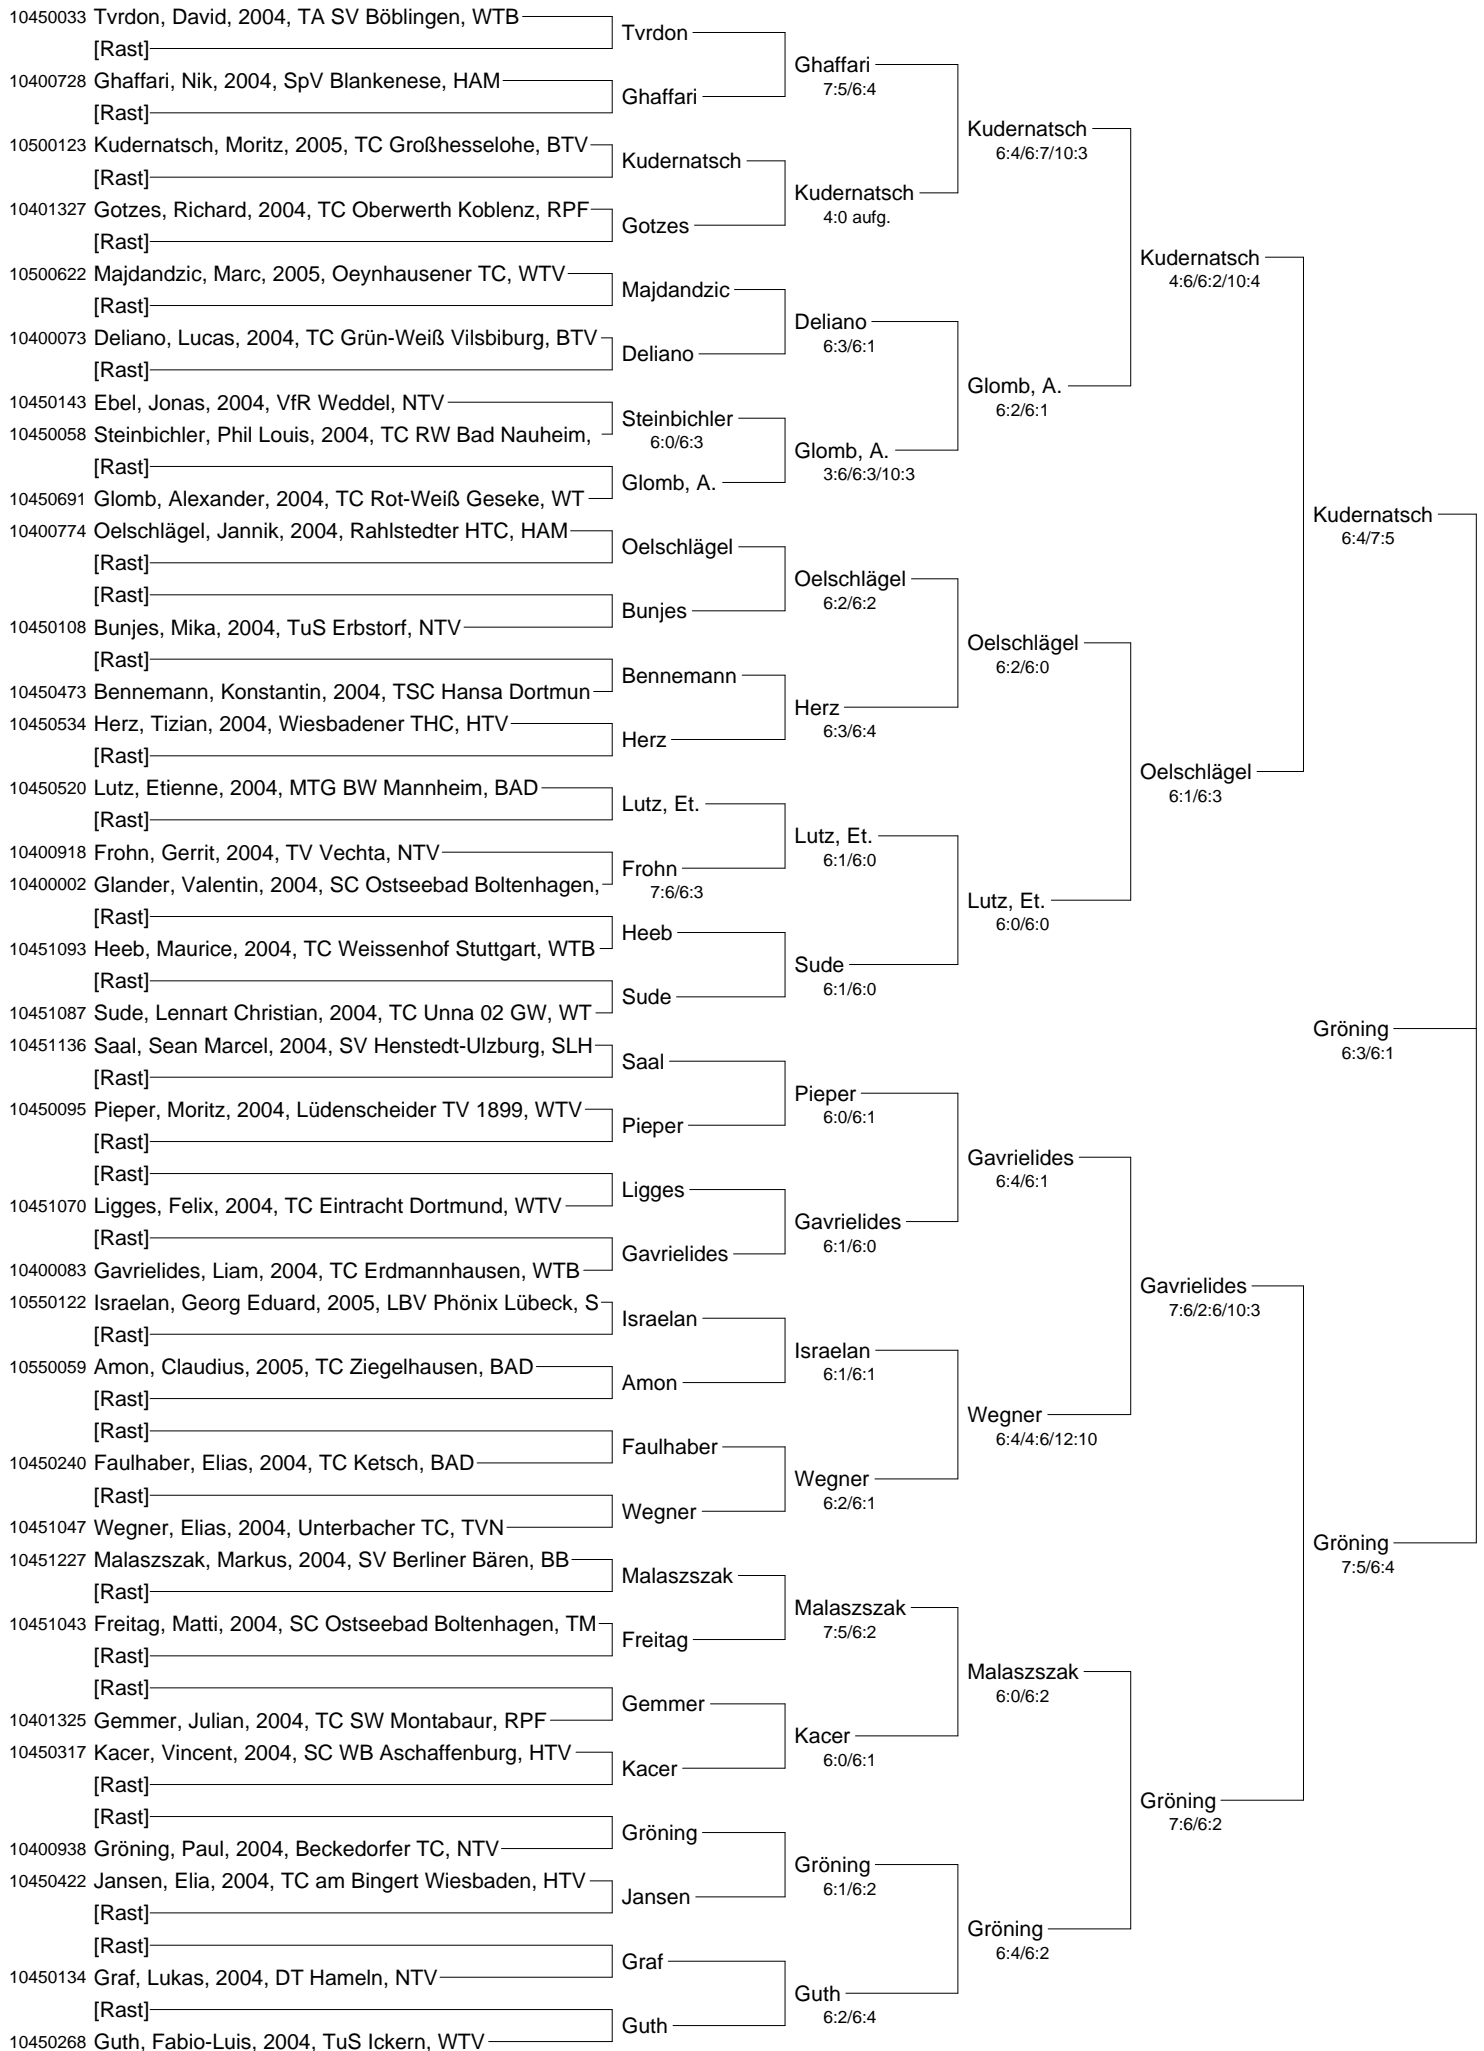 10450033 Tvrdon, David, 2004, TA SV Böblingen, WTB
Tvrdon
[Rast]
Ghaffari
7:5/6:4
10400728 Ghaffari, Nik, 2004, SpV Blankenese, HAM
Ghaffari
[Rast]
Kudernatsch
6:4/6:7/10:3
10500123 Kudernatsch, Moritz, 2005, TC Großhesselohe, BTV
Kudernatsch
[Rast]
Kudernatsch
4:0 aufg.
10401327 Gotzes, Richard, 2004, TC Oberwerth Koblenz, RPF
Gotzes
[Rast]
Kudernatsch
4:6/6:2/10:4
10500622 Majdandzic, Marc, 2005, Oeynhausener TC, WTV
Majdandzic
[Rast]
Deliano
6:3/6:1
10400073 Deliano, Lucas, 2004, TC Grün-Weiß Vilsbiburg, BTV
Deliano
[Rast]
Glomb, A.
6:2/6:1
10450143 Ebel, Jonas, 2004, VfR Weddel, NTV
Steinbichler
6:0/6:3
10450058 Steinbichler, Phil Louis, 2004, TC RW Bad Nauheim,
Glomb, A.
3:6/6:3/10:3
[Rast]
Glomb, A.
10450691 Glomb, Alexander, 2004, TC Rot-Weiß Geseke, WT
Kudernatsch
6:4/7:5
10400774 Oelschlägel, Jannik, 2004, Rahlstedter HTC, HAM
Oelschlägel
[Rast]
Oelschlägel
6:2/6:2
[Rast]
Bunjes
10450108 Bunjes, Mika, 2004, TuS Erbstorf, NTV
Oelschlägel
6:2/6:0
[Rast]
Bennemann
10450473 Bennemann, Konstantin, 2004, TSC Hansa Dortmun
Herz
6:3/6:4
10450534 Herz, Tizian, 2004, Wiesbadener THC, HTV
Herz
[Rast]
Oelschlägel
6:1/6:3
10450520 Lutz, Etienne, 2004, MTG BW Mannheim, BAD
Lutz, Et.
[Rast]
Lutz, Et.
6:1/6:0
10400918 Frohn, Gerrit, 2004, TV Vechta, NTV
Frohn
7:6/6:3
10400002 Glander, Valentin, 2004, SC Ostseebad Boltenhagen,
Lutz, Et.
6:0/6:0
[Rast]
Heeb
10451093 Heeb, Maurice, 2004, TC Weissenhof Stuttgart, WTB
Sude
6:1/6:0
[Rast]
Sude
10451087 Sude, Lennart Christian, 2004, TC Unna 02 GW, WT
Gröning
6:3/6:1
10451136 Saal, Sean Marcel, 2004, SV Henstedt-Ulzburg, SLH
Saal
[Rast]
Pieper
6:0/6:1
10450095 Pieper, Moritz, 2004, Lüdenscheider TV 1899, WTV
Pieper
[Rast]
Gavrielides
6:4/6:1
[Rast]
Ligges
10451070 Ligges, Felix, 2004, TC Eintracht Dortmund, WTV
Gavrielides
6:1/6:0
[Rast]
Gavrielides
10400083 Gavrielides, Liam, 2004, TC Erdmannhausen, WTB
Gavrielides
7:6/2:6/10:3
10550122 Israelan, Georg Eduard, 2005, LBV Phönix Lübeck, S
Israelan
[Rast]
Israelan
6:1/6:1
10550059 Amon, Claudius, 2005, TC Ziegelhausen, BAD
Amon
[Rast]
Wegner
6:4/4:6/12:10
[Rast]
Faulhaber
10450240 Faulhaber, Elias, 2004, TC Ketsch, BAD
Wegner
6:2/6:1
[Rast]
Wegner
10451047 Wegner, Elias, 2004, Unterbacher TC, TVN
Gröning
7:5/6:4
10451227 Malaszszak, Markus, 2004, SV Berliner Bären, BB
Malaszszak
[Rast]
Malaszszak
7:5/6:2
10451043 Freitag, Matti, 2004, SC Ostseebad Boltenhagen, TM
Freitag
[Rast]
Malaszszak
6:0/6:2
[Rast]
Gemmer
10401325 Gemmer, Julian, 2004, TC SW Montabaur, RPF
Kacer
6:0/6:1
10450317 Kacer, Vincent, 2004, SC WB Aschaffenburg, HTV
Kacer
[Rast]
Gröning
7:6/6:2
[Rast]
Gröning
10400938 Gröning, Paul, 2004, Beckedorfer TC, NTV
Gröning
6:1/6:2
10450422 Jansen, Elia, 2004, TC am Bingert Wiesbaden, HTV
Jansen
[Rast]
Gröning
6:4/6:2
[Rast]
Graf
10450134 Graf, Lukas, 2004, DT Hameln, NTV
Guth
6:2/6:4
[Rast]
Guth
10450268 Guth, Fabio-Luis, 2004, TuS Ickern, WTV